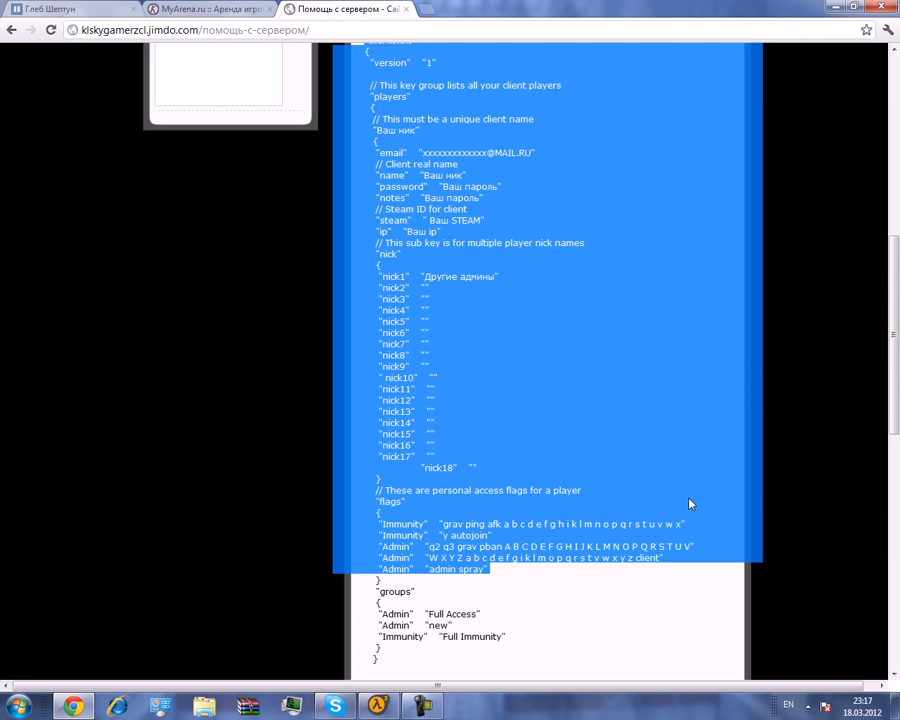 Глеб Шептун
MyArena.ru :: Аренда игро
Помощь с сервером - Сай
klskygamerzcl.jimdo.com/помощь-с-сервером/
{
"version" "1"
// This key group lists all your client players
"players"
{
// This must be a unique client name
"Ваш ник"
{
"email" "xxxxxxxxxxxxx@MAIL.RU"
// Client real name
"name" "Ваш ник"
"password" "Ваш пароль"
"notes" "Ваш пароль"
// Steam ID for client
"steam" " Ваш STEAM"
"ip" "Ваш ip"
// This sub key is for multiple player nick names
"nick"
{
"nick1" "Другие админы"
"nick2" ""
"nick3" ""
"nick4" ""
"nick5" ""
"nick6" ""
"nick7" ""
"nick8" ""
"nick9" ""
" nick10" ""
"nick11" ""
"nick12" ""
"nick13" ""
"nick14" ""
"nick15" ""
"nick16" ""
"nick17" ""
"nick18" ""
}
// These are personal access flags for a player
"flags"
{
"Immunity" "grav ping afk a b c d e f g h i k l m n o p q r s t u v w x"
"Immunity" "y autojoin"
"Admin" "q2 q3 grav pban A B C D E F G H I J K L M N O P Q R S T U V"
"Admin" "W X Y Z a b c d e f g i k l m o p q r s t v w x y z client"
"Admin" "admin spray"
}
"groups"
{
"Admin" "Full Access"
"Admin" "new"
"Immunity" "Full Immunity"
}
}
EN
23:17
18.03.2012